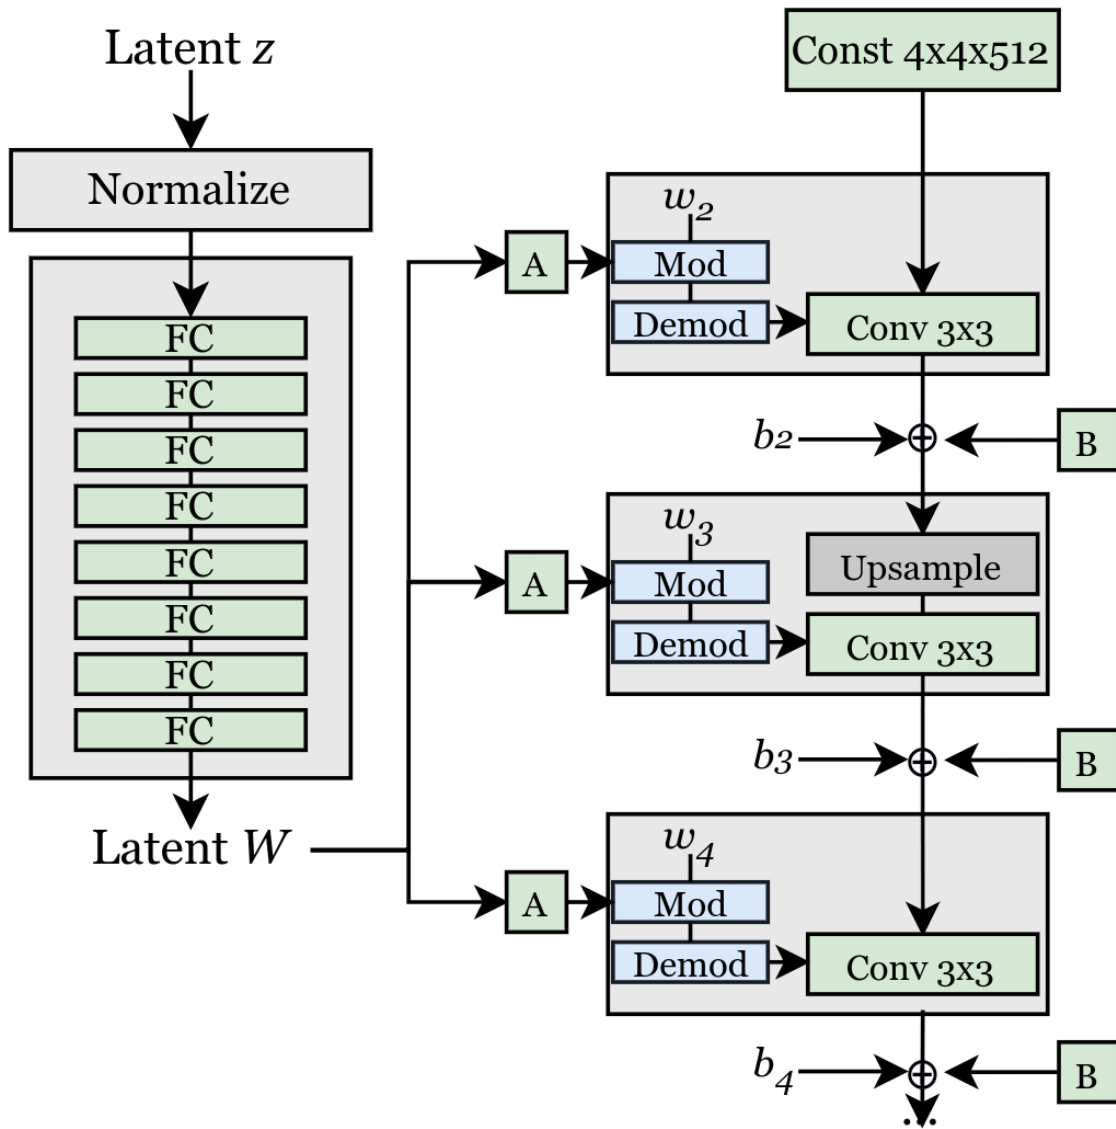 Latent z
Normalize
FC
FC
FC
FC
FC
FC
FC
FC
Latent W
Const 4x4x512
A
w2
Mod
Demod
Conv 3x3
b2
B
A
w3
Mod
Demod
Upsample
Conv 3x3
b3
B
A
w4
Mod
Demod
Conv 3x3
b4
B
...